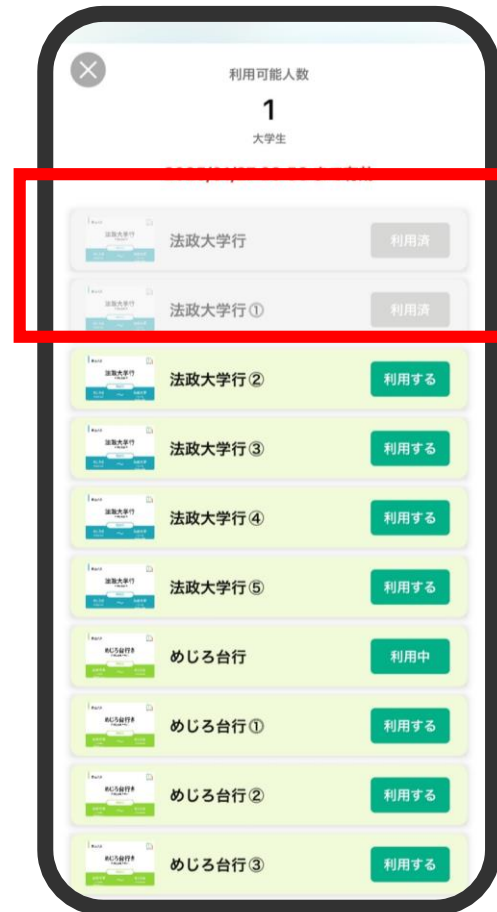 利用可能人数
1
大学生
法政大学行 利用済
法政大学行① 利用済
法政大学行② 利用する
法政大学行③ 利用する
法政大学行④ 利用する
法政大学行⑤ 利用する
めじろ台行 利用中
めじろ台行① 利用する
めじろ台行② 利用する
めじろ台行③ 利用する